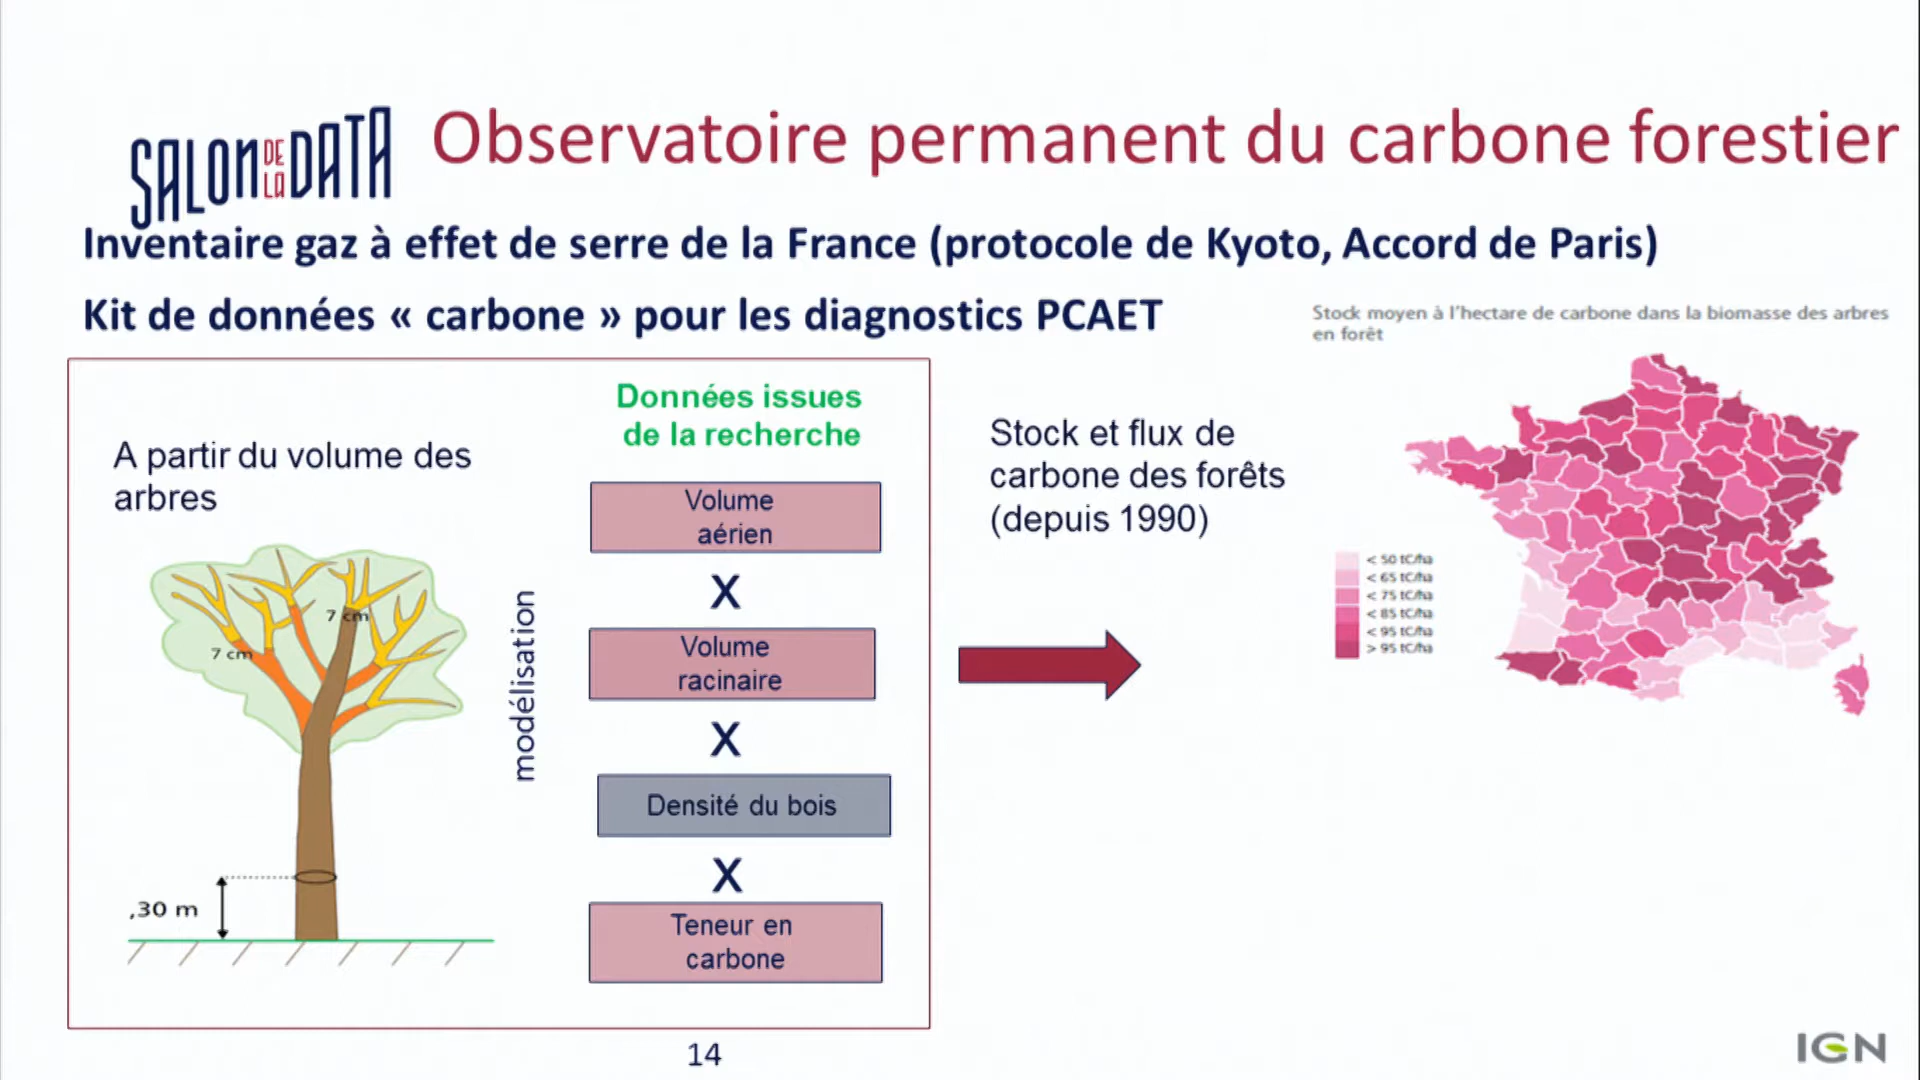 SALON DE LA DATA
Observatoire permanent du carbone forestier
Inventaire gaz à effet de serre de la France (protocole de Kyoto, Accord de Paris)
Kit de données « carbone » pour les diagnostics PCAET
Stock moyen à l'hectare de carbone dans la biomasse des arbres
en forêt
Données issues
de la recherche
A partir du volume des
arbres
7 cm
7 cm
,30 m
modélisation
Volume
aérien
X
Volume
racinaire
X
Densité du bois
X
Teneur en
carbone
Stock et flux de
carbone des forêts
(depuis 1990)
< 50 tC/ha
< 65 tC/ha
< 75 tC/ha
< 85 tC/ha
< 95 tC/ha
> 95 tC/ha
14
IGN